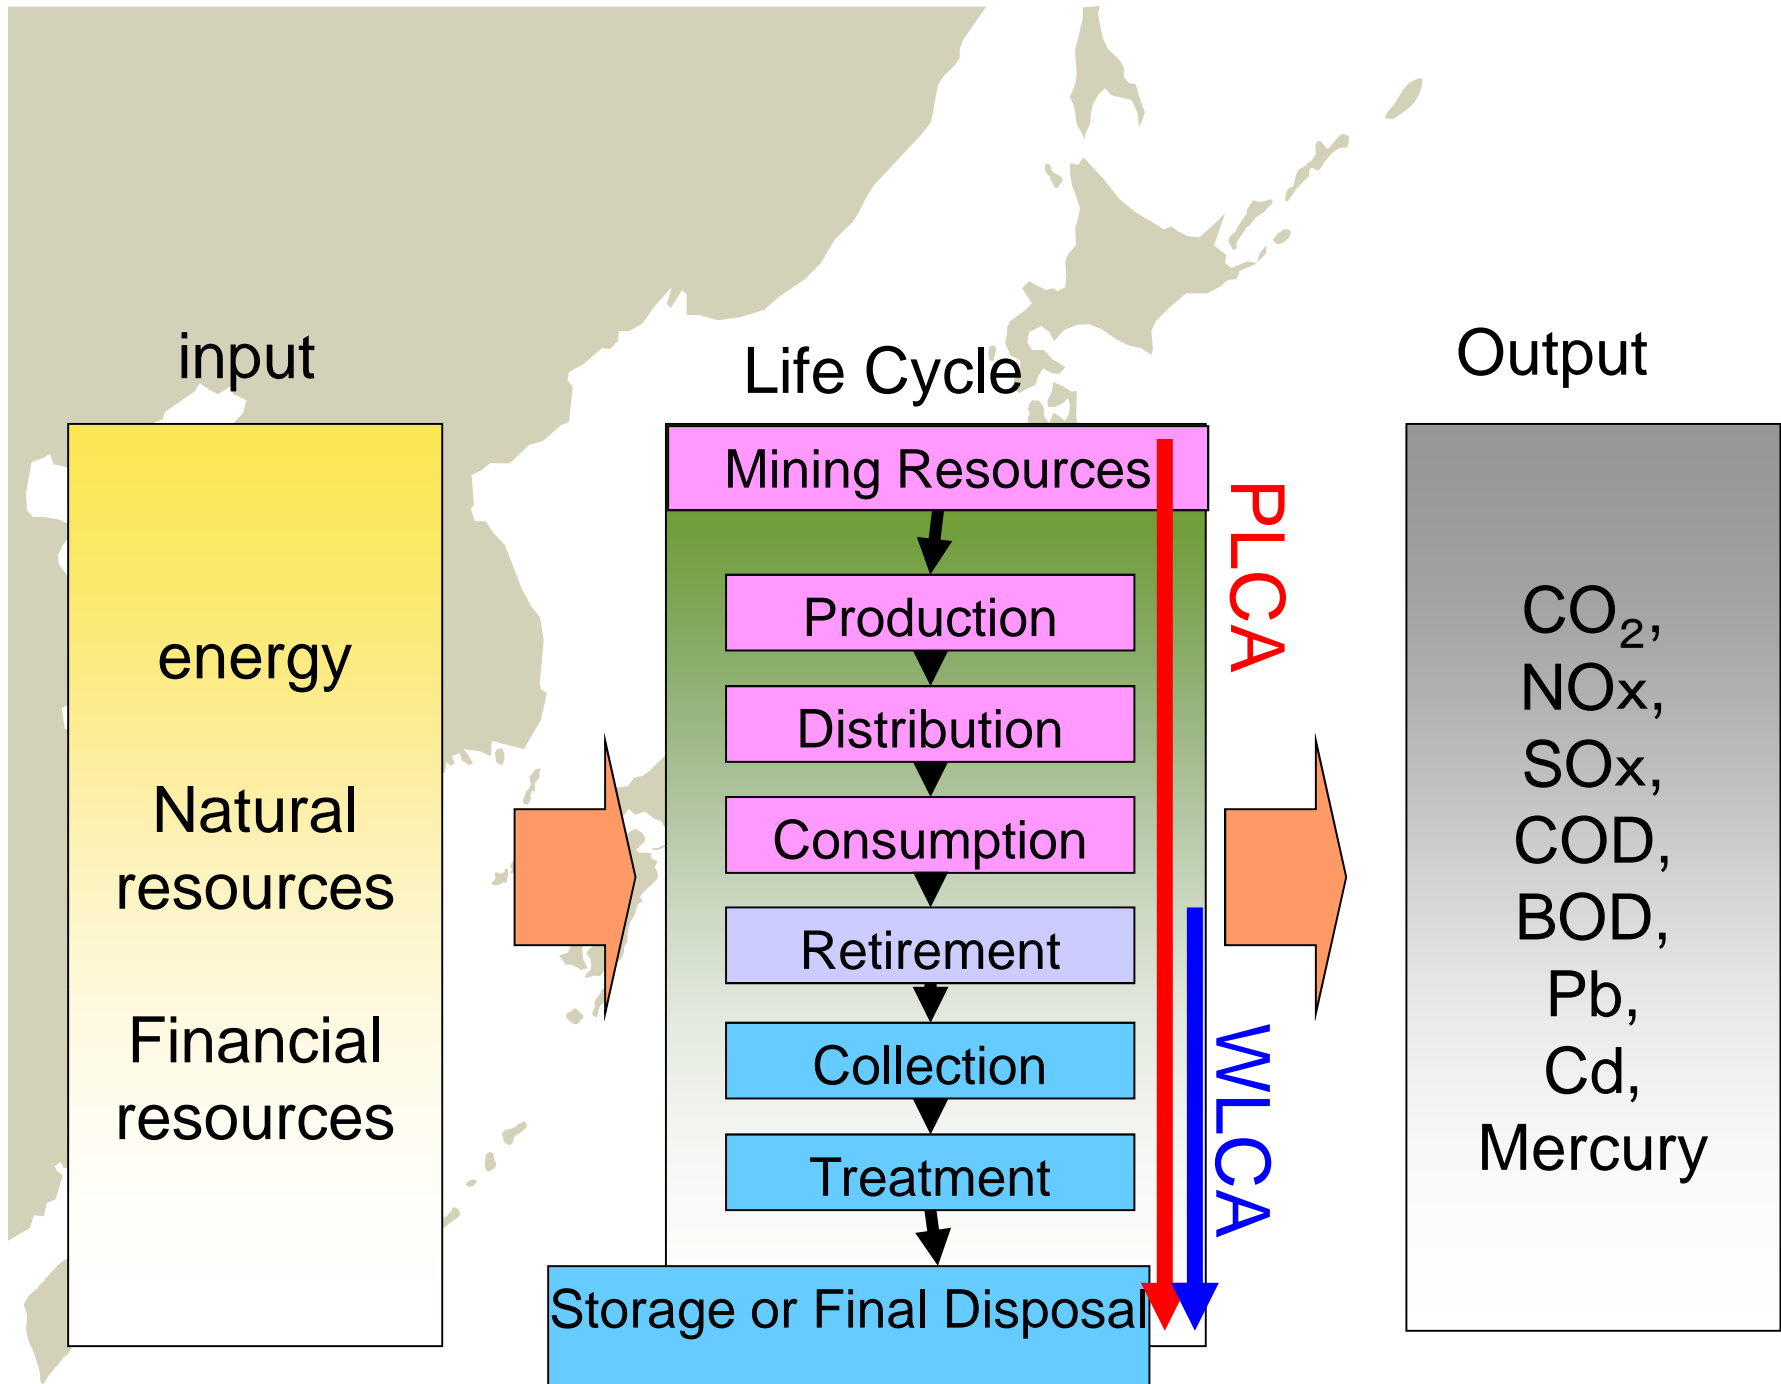 input
energy
Natural
resources
Financial
resources
Life Cycle
Mining Resources
Production
Distribution
Consumption
Retirement
Collection
Treatment
Storage or Final Disposal
PLCA
WLCA
Output
CO₂,
NOx,
SOx,
COD,
BOD,
Pb,
Cd,
Mercury